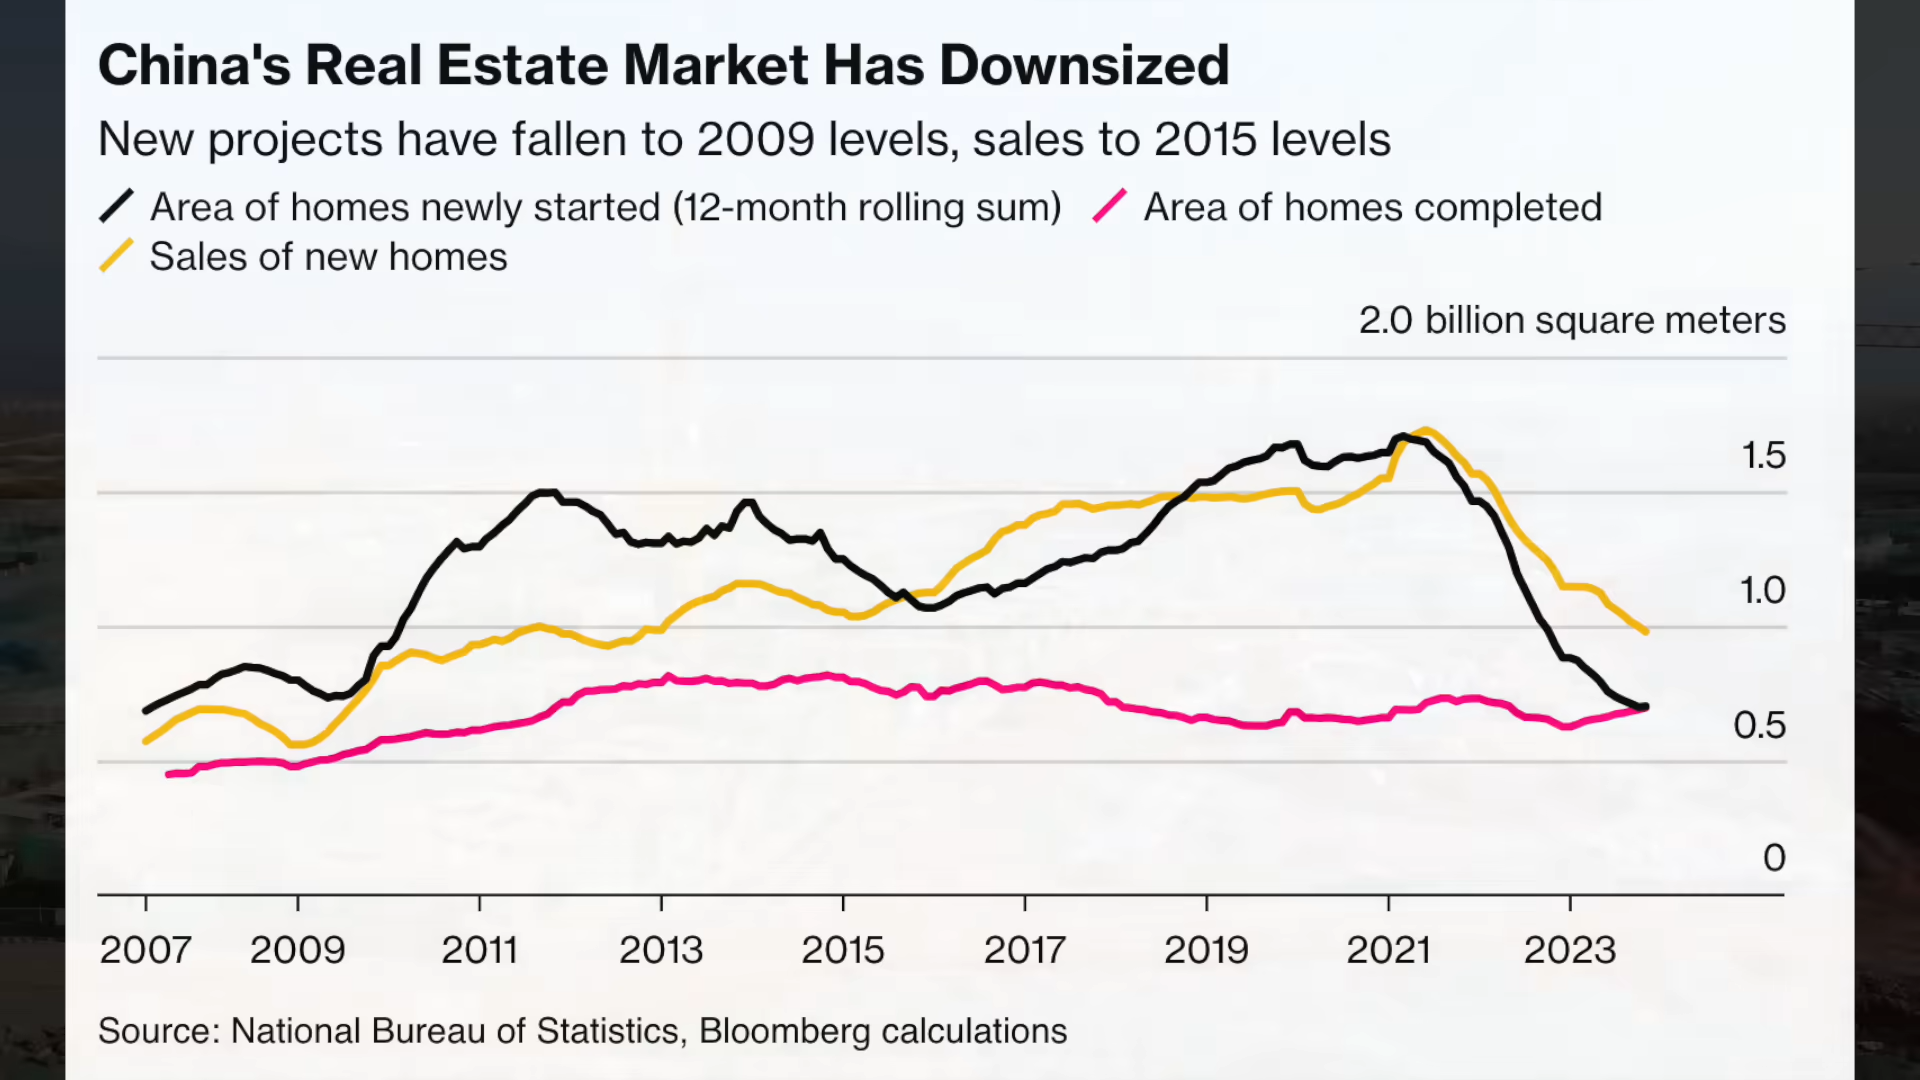 China's Real Estate Market Has Downsized
New projects have fallen to 2009 levels, sales to 2015 levels
Area of homes newly started (12-month rolling sum) Area of homes completed
Sales of new homes
2.0 billion square meters
1.5
1.0
0.5
0
2007 2009 2011 2013 2015 2017 2019 2021 2023
Source: National Bureau of Statistics, Bloomberg calculations